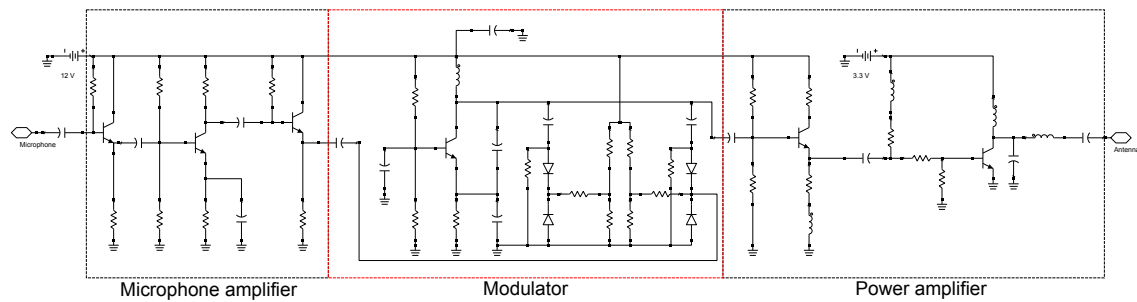 12 V
3.3 V
Microphone
Antenna
Microphone amplifier
Modulator
Power amplifier